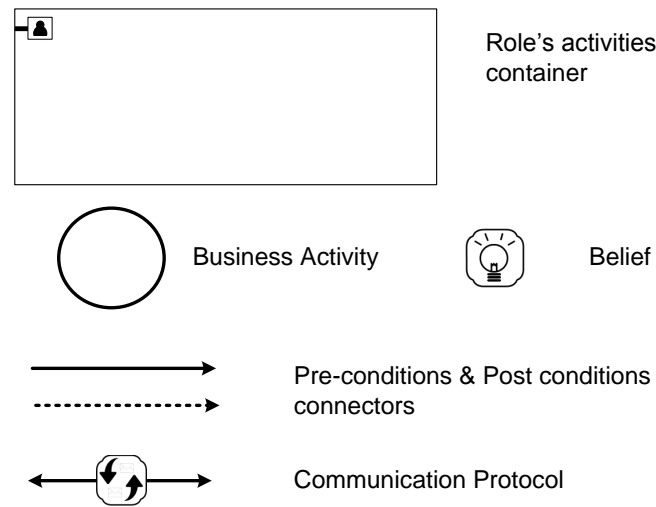 Role's activities
container
Business Activity
Belief
Pre-conditions & Post conditions
connectors
Communication Protocol